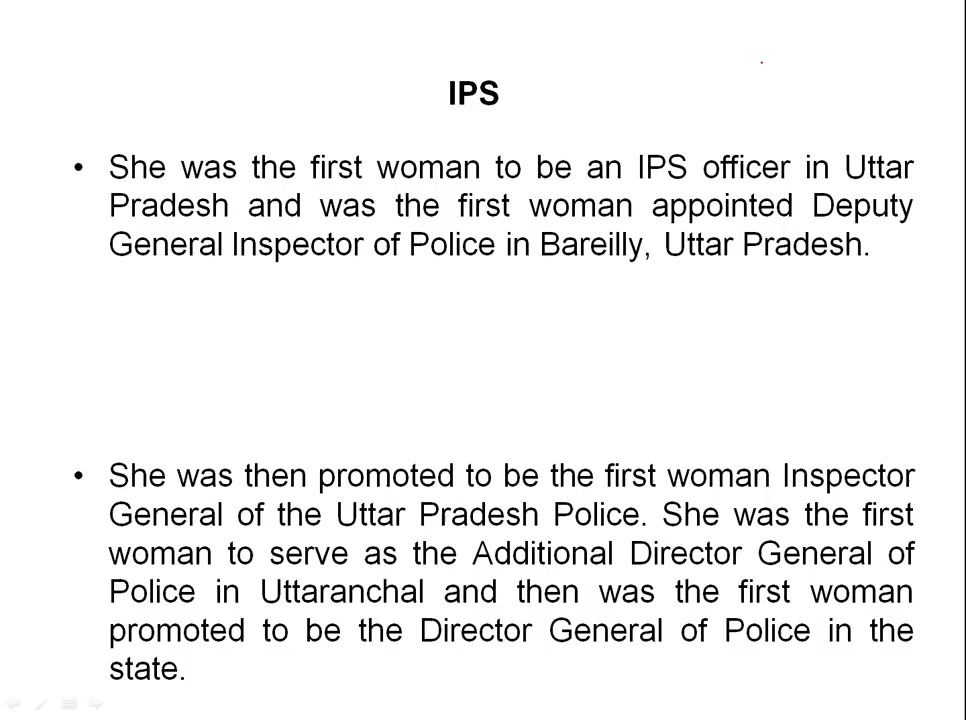 IPS
• She was the first woman to be an IPS officer in Uttar
Pradesh and was the first woman appointed Deputy
General Inspector of Police in Bareilly, Uttar Pradesh.
• She was then promoted to be the first woman Inspector
General of the Uttar Pradesh Police. She was the first
woman to serve as the Additional Director General of
Police in Uttaranchal and then was the first woman
promoted to be the Director General of Police in the
state.